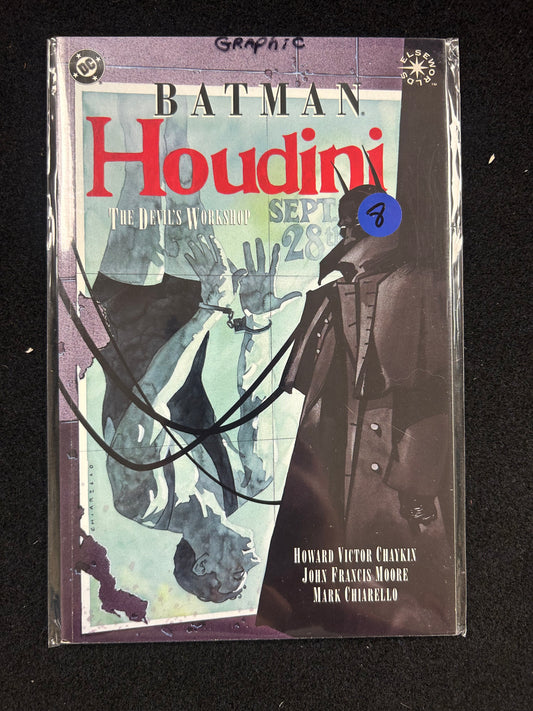 GRAPHIC
DC
ELSEWORLDS
BATMAN
Houdini
THE DEVIL'S WORKSHOP
SEPT.
28th
8
CHIARELLO
HOWARD VICTOR CHAYKIN
JOHN FRANCIS MOORE
MARK CHIARELLO